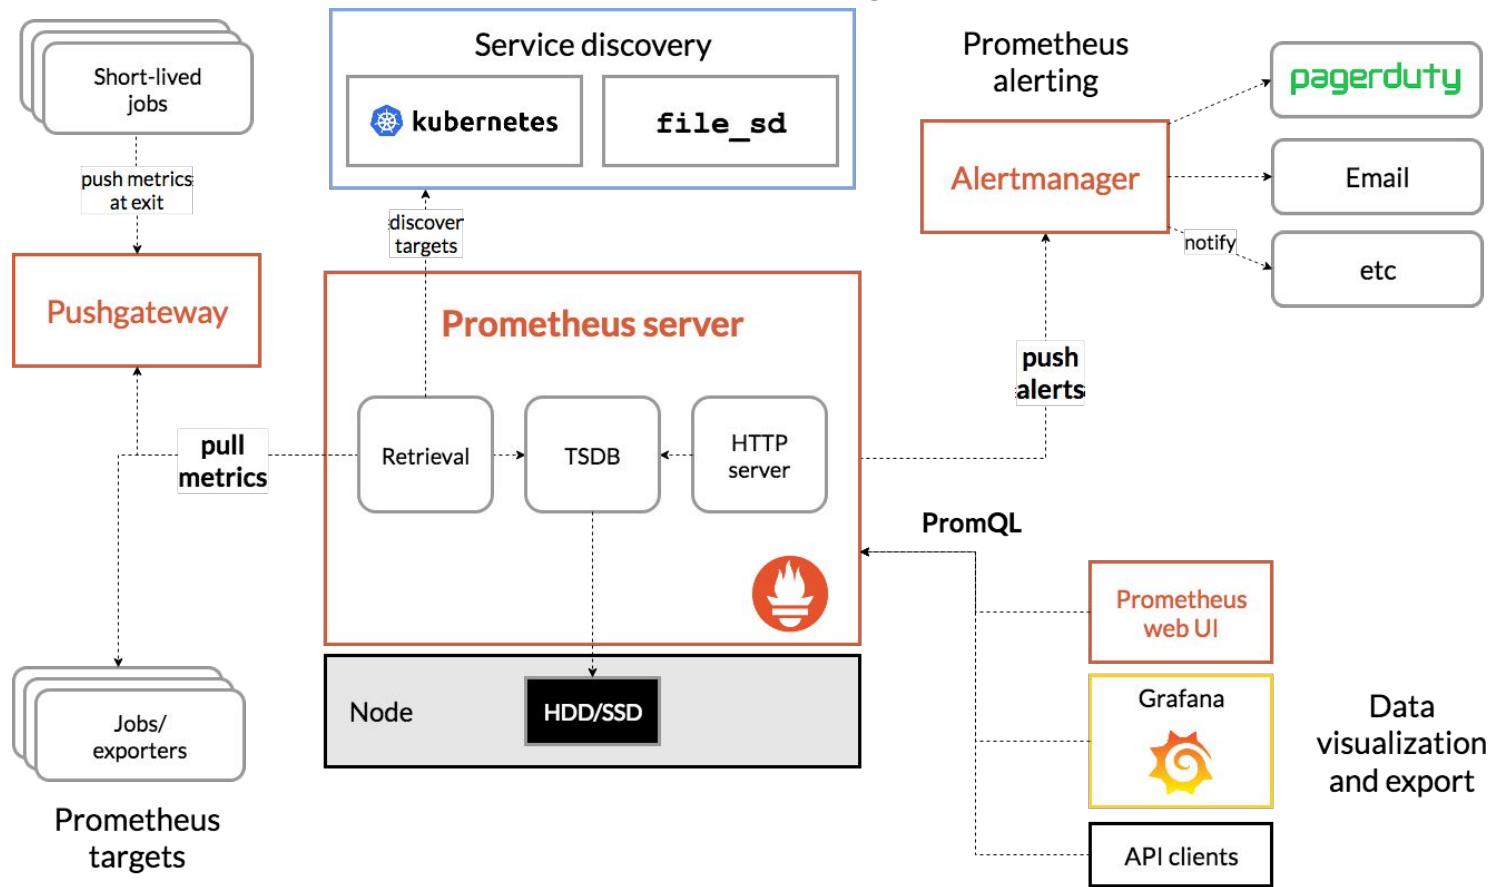 Short-lived
jobs
push metrics
at exit
Pushgateway
pull
metrics
Jobs/
exporters
Prometheus
targets
Service discovery
kubernetes
file_sd
discover
targets
Prometheus server
Retrieval
TSDB
HTTP
server
Node
HDD/SSD
Prometheus
alerting
Alertmanager
pagerduty
Email
notify
etc
push
alerts
PromQL
Prometheus
web UI
Grafana
API clients
Data
visualization
and export